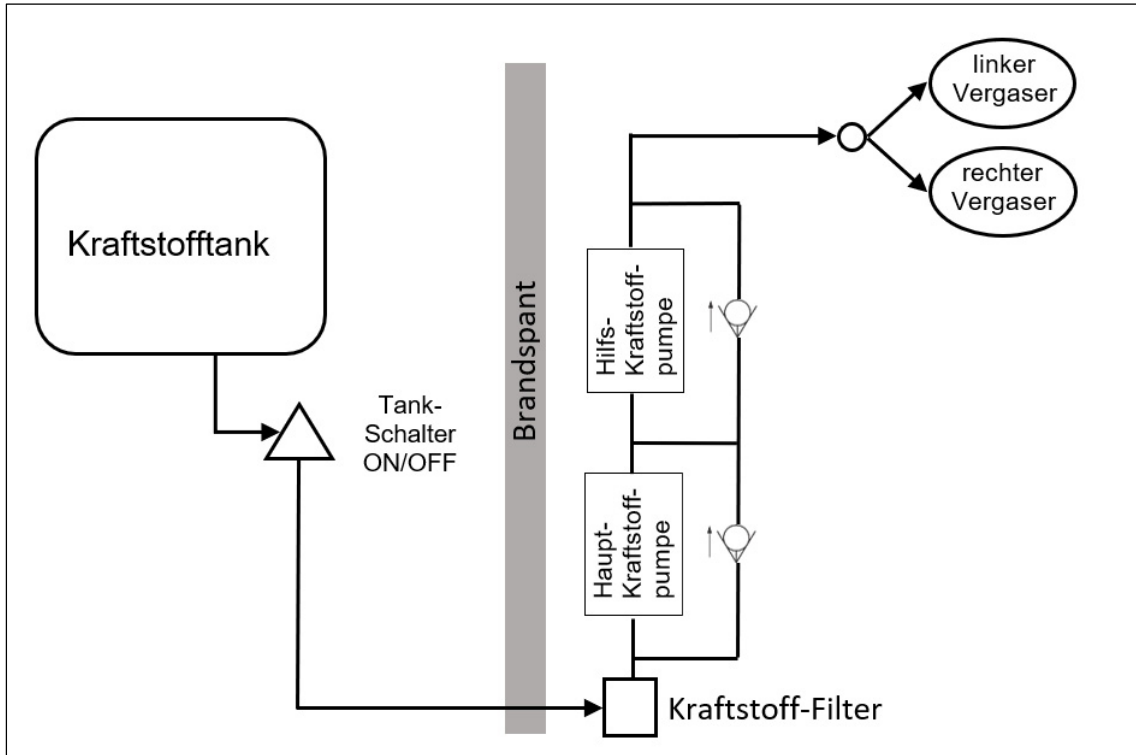 linker
Vergaser
rechter
Vergaser
Kraftstofftank
Tank-
Schalter
ON/OFF
Brandspant
Hilfs-
Kraftstoff-
pumpe
Haupt-
Kraftstoff-
pumpe
Kraftstoff-Filter